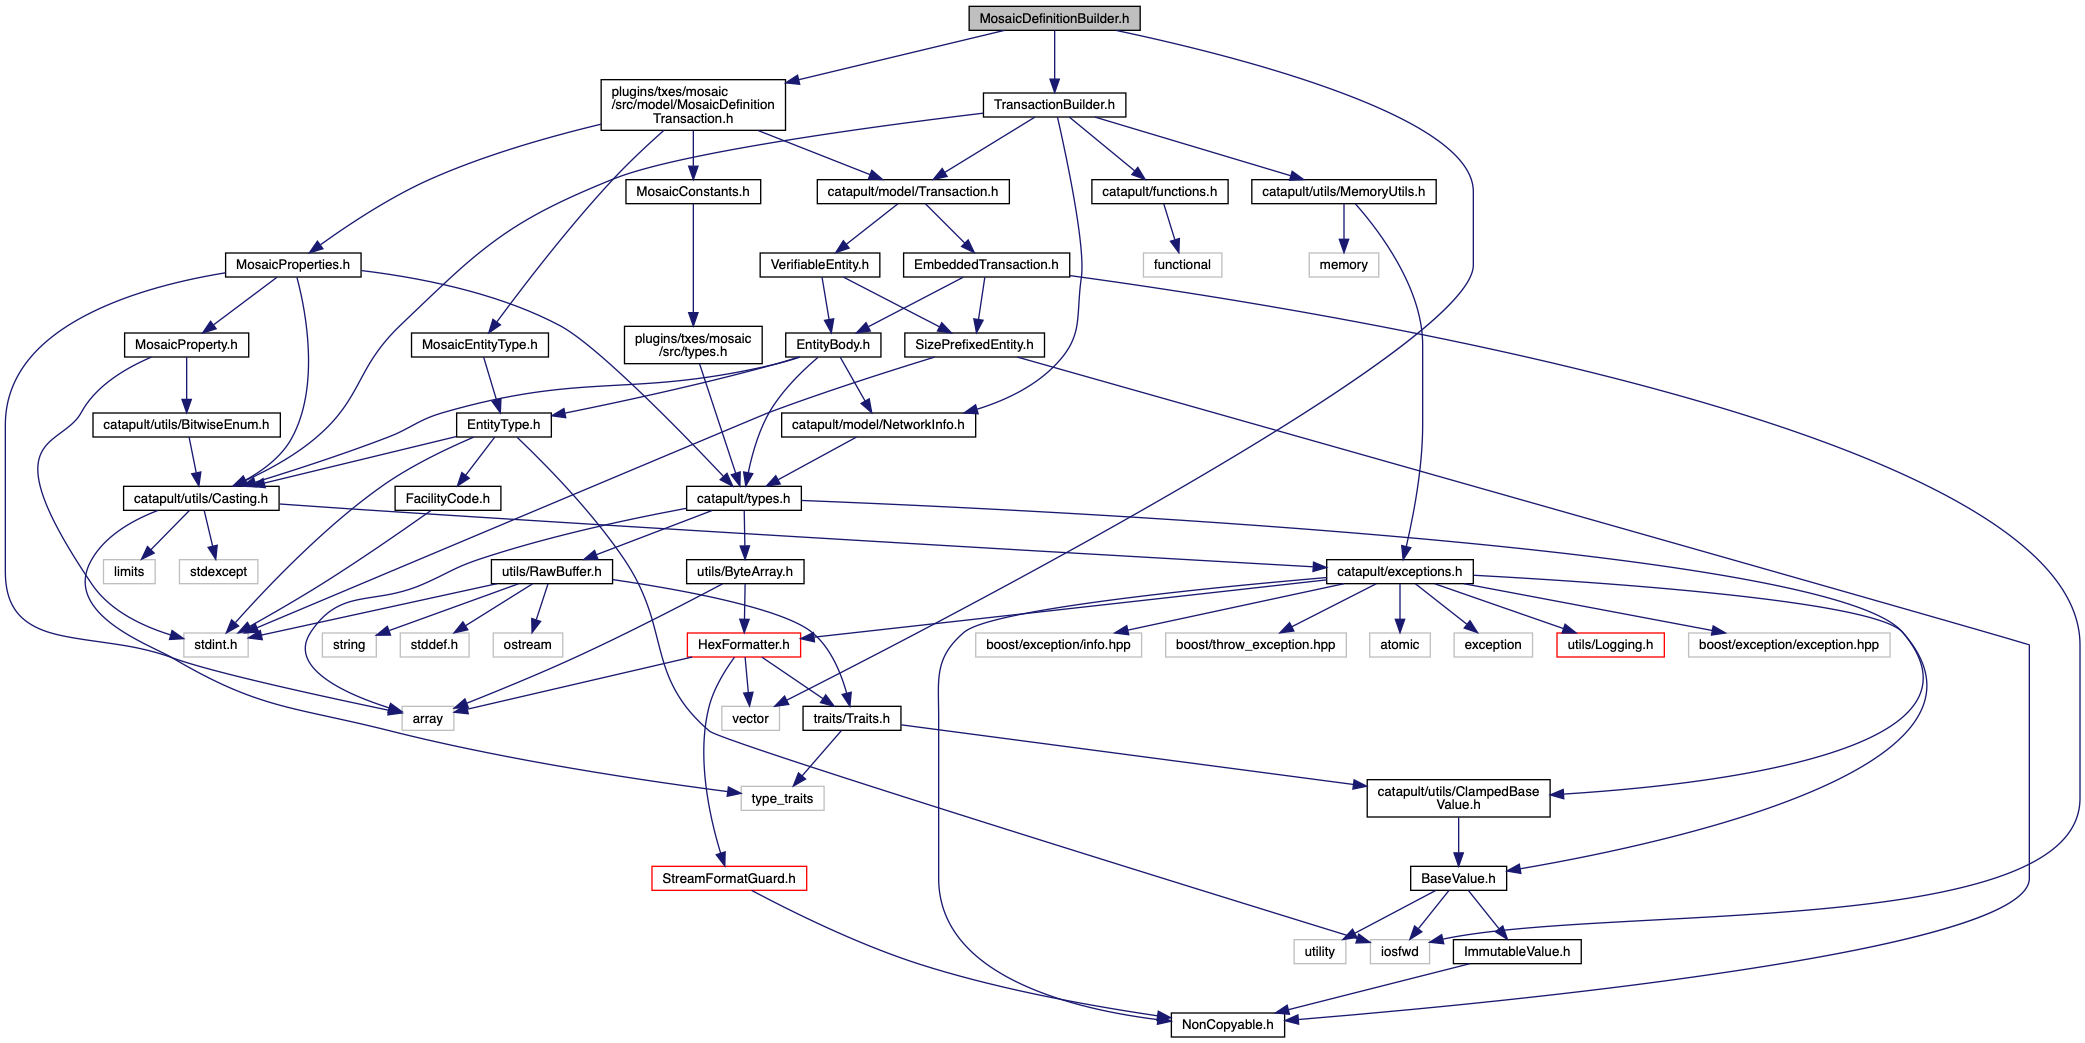 MosaicDefinitionBuilder.h
plugins/txes/mosaic
/src/model/MosaicDefinition
Transaction.h
TransactionBuilder.h
MosaicConstants.h
catapult/model/Transaction.h
catapult/functions.h
catapult/utils/MemoryUtils.h
MosaicProperties.h
VerifiableEntity.h
EmbeddedTransaction.h
functional
memory
MosaicProperty.h
MosaicEntityType.h
plugins/txes/mosaic
/src/types.h
EntityBody.h
SizePrefixedEntity.h
catapult/utils/BitwiseEnum.h
EntityType.h
catapult/model/NetworkInfo.h
catapult/utils/Casting.h
FacilityCode.h
catapult/types.h
limits
stdexcept
utils/RawBuffer.h
utils/ByteArray.h
catapult/exceptions.h
stdint.h
string
stddef.h
ostream
HexFormatter.h
boost/exception/info.hpp
boost/throw_exception.hpp
atomic
exception
utils/Logging.h
boost/exception/exception.hpp
array
vector
traits/Traits.h
type_traits
catapult/utils/ClampedBase
Value.h
StreamFormatGuard.h
BaseValue.h
utility
iosfwd
ImmutableValue.h
NonCopyable.h